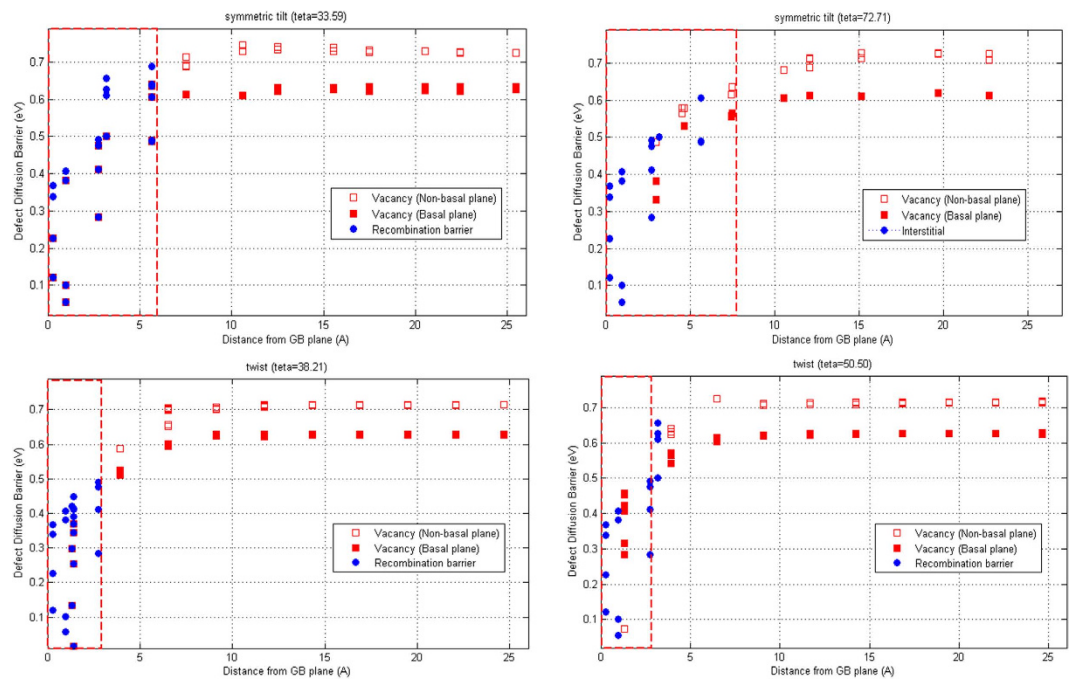 symmetric tilt (teta=33.59)
Defect Diffusion Barrier (eV)
0.7
0.6
0.5
0.4
0.3
0.2
0.1
Vacancy (Non-basal plane)
Vacancy (Basal plane)
Recombination barrier
0 5 10 15 20 25
Distance from GB plane (A)
symmetric tilt (teta=72.71)
Defect Diffusion Barrier (eV)
0.7
0.6
0.5
0.4
0.3
0.2
0.1
Vacancy (Non-basal plane)
Vacancy (Basal plane)
Interstitial
0 5 10 15 20 25
Distance from GB plane (A)
twist (teta=38.21)
Defect Diffusion Barrier (eV)
0.7
0.6
0.5
0.4
0.3
0.2
0.1
Vacancy (Non-basal plane)
Vacancy (Basal plane)
Recombination barrier
0 5 10 15 20 25
Distance from GB plane (A)
twist (teta=50.50)
Defect Diffusion Barrier (eV)
0.7
0.6
0.5
0.4
0.3
0.2
0.1
Vacancy (Non-basal plane)
Vacancy (Basal plane)
Recombination barrier
0 5 10 15 20 25
Distance from GB plane (A)